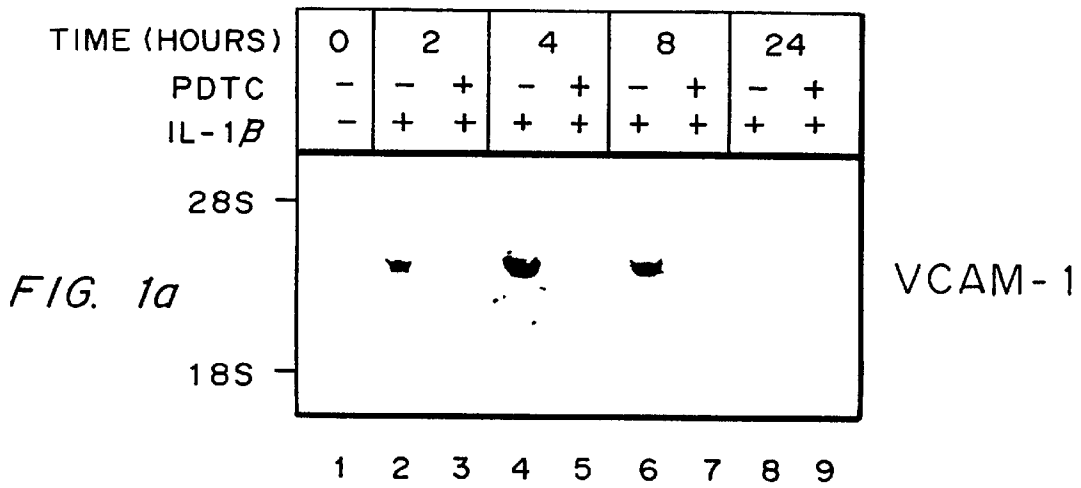 TIME (HOURS) 0 2 4 8 24
PDTC - - + - + - + - +
IL-1β - + + + + + + + +
28S
FIG. 1a
VCAM-1
18S
1 2 3 4 5 6 7 8 9